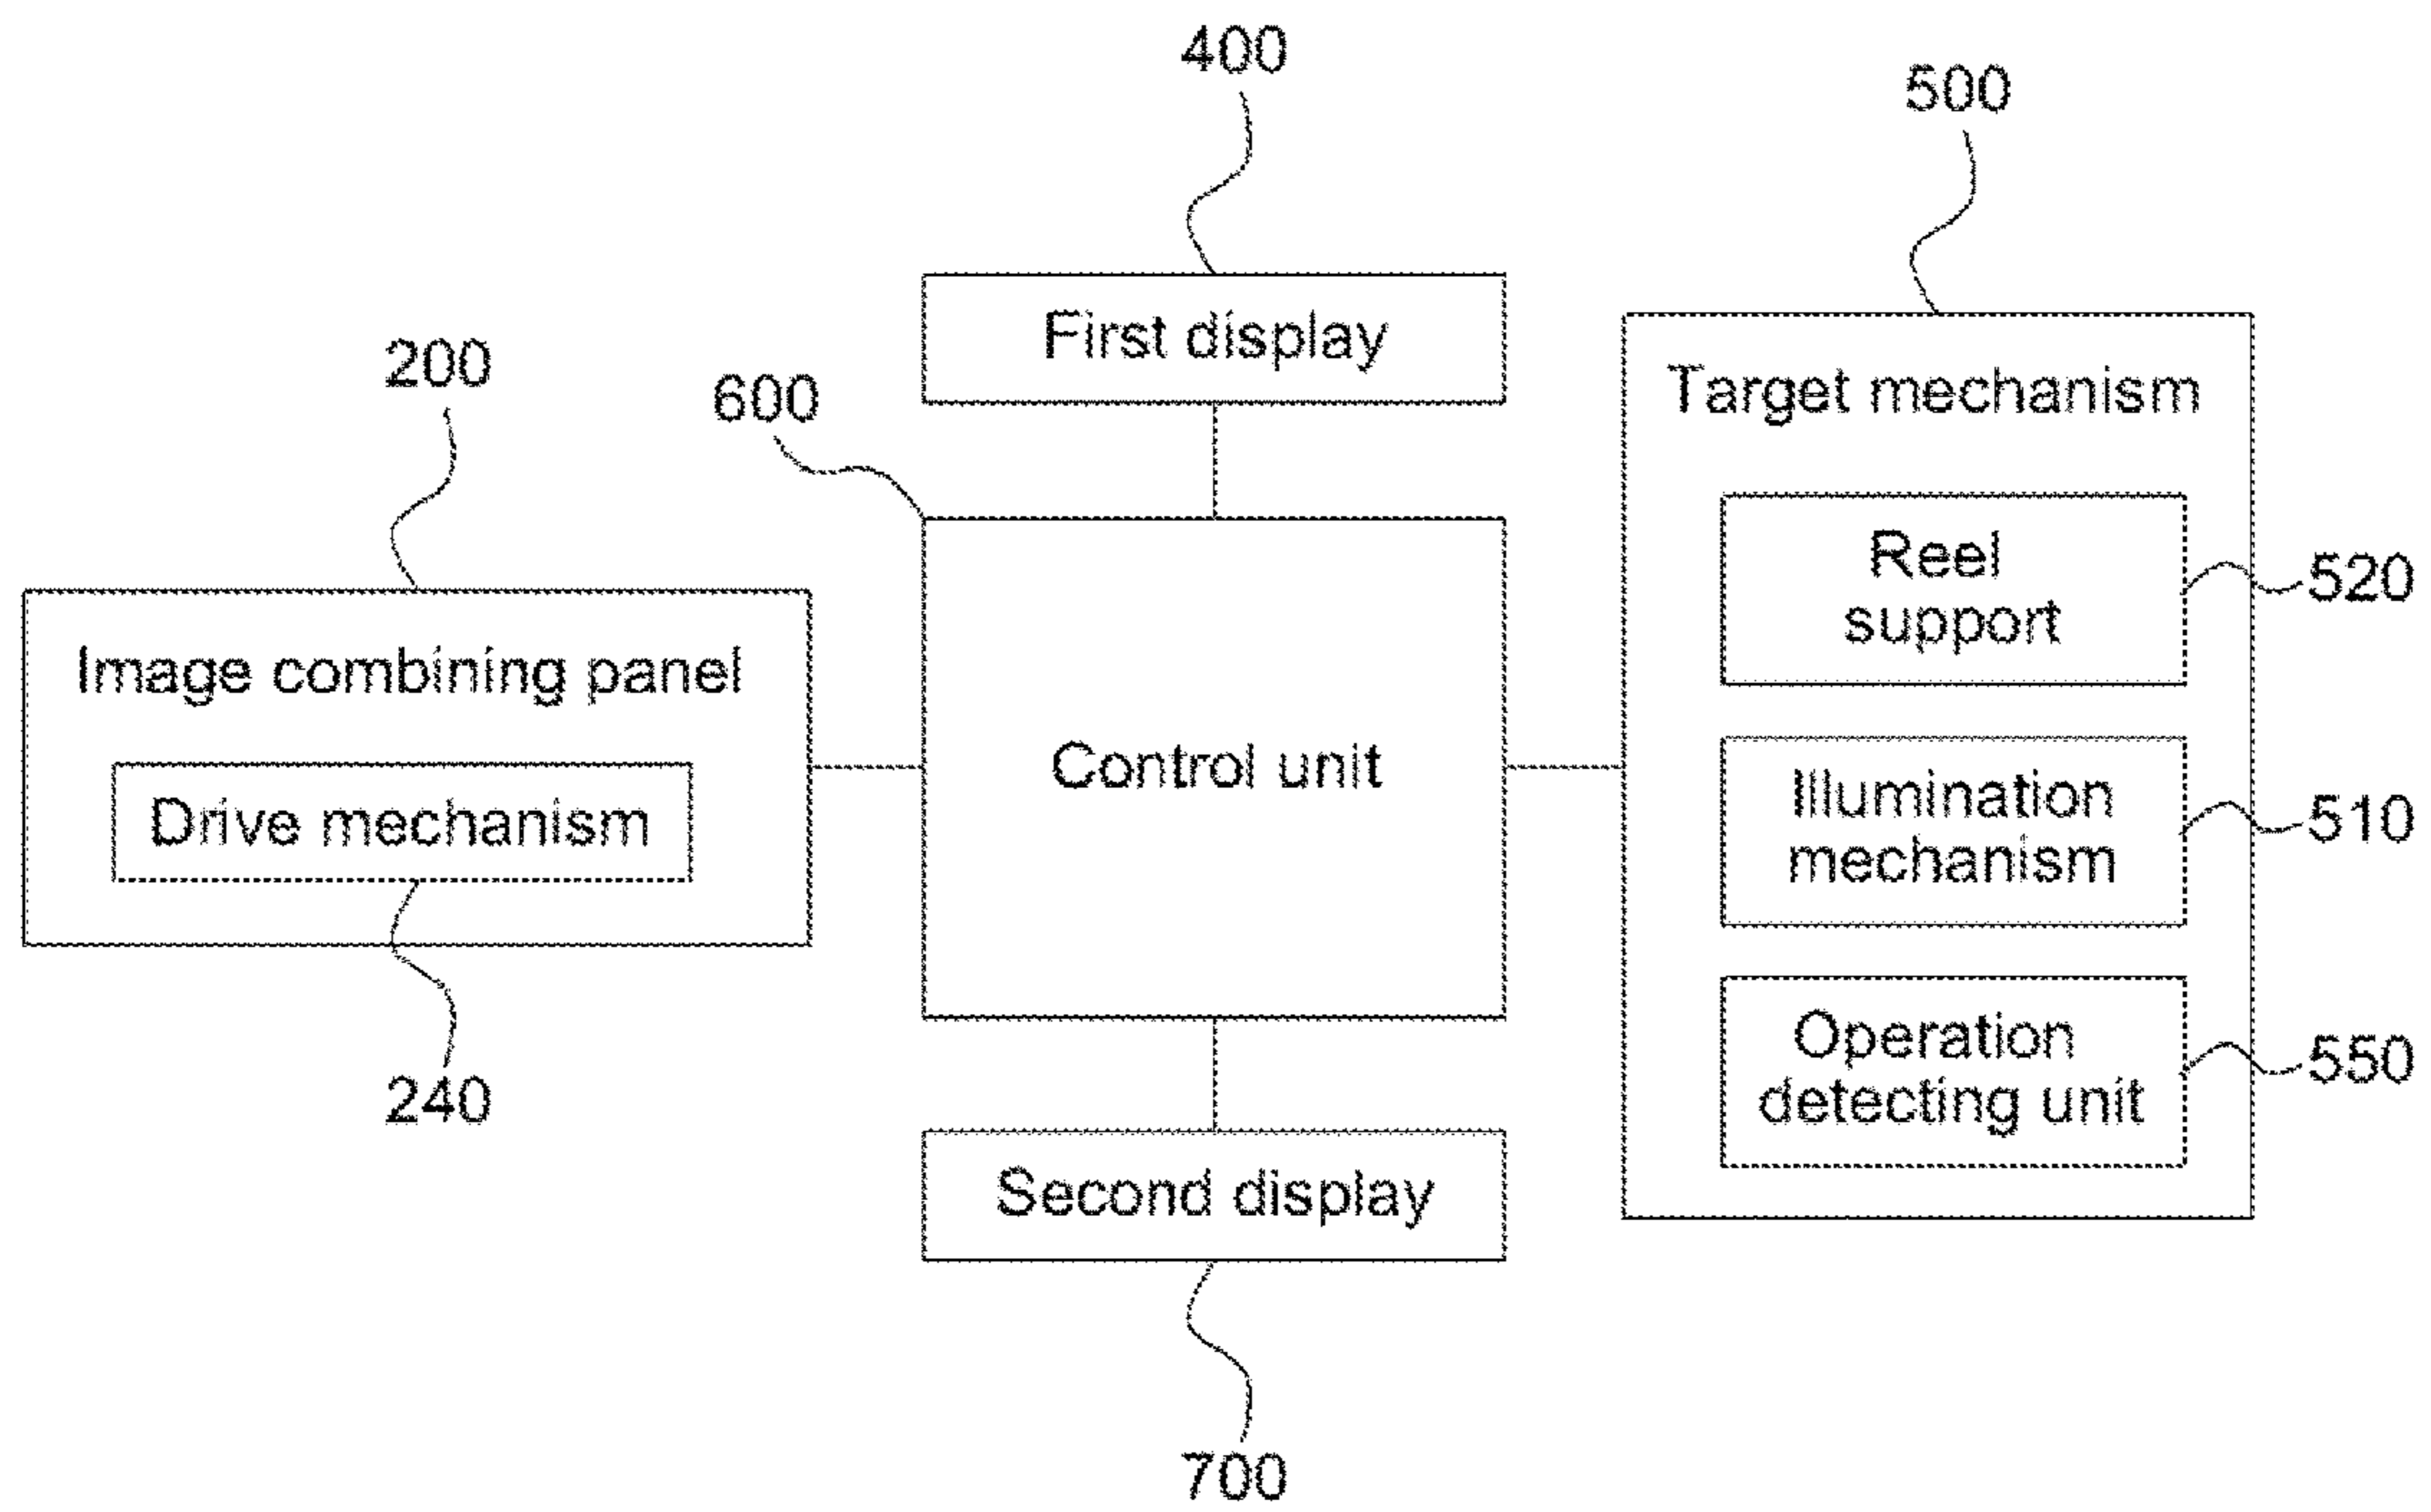 400
500
First display
200
600
Target mechanism
Reel
support
520
Image combining panel
Control unit
Drive mechanism
Illumination
mechanism
510
240
Operation
detecting unit
550
Second display
700